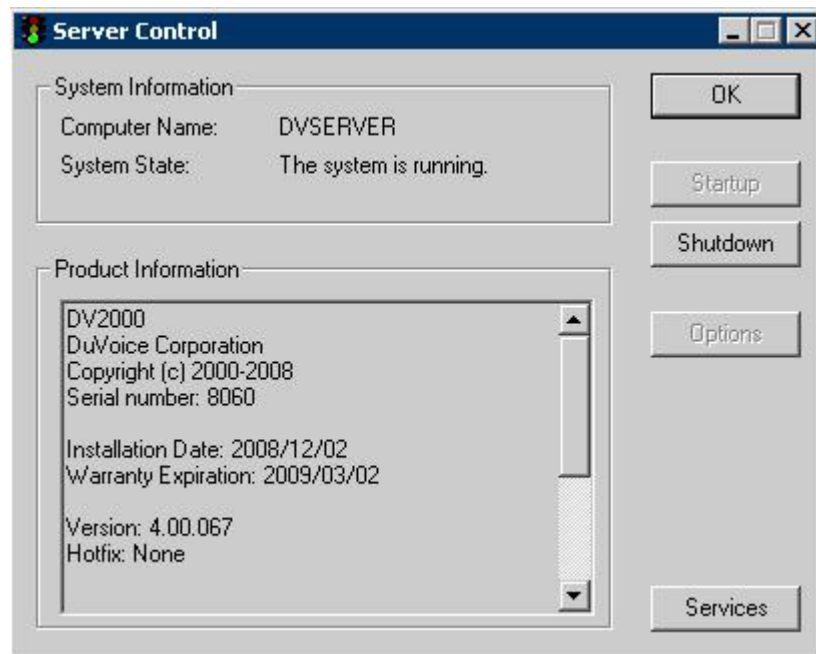 Server Control
System Information
Computer Name: DVSERVER
System State: The system is running.
OK
Startup
Shutdown
Options
Services
Product Information
DV2000
DuVoice Corporation
Copyright (c) 2000-2008
Serial number: 8060
Installation Date: 2008/12/02
Warranty Expiration: 2009/03/02
Version: 4.00.067
Hotfix: None